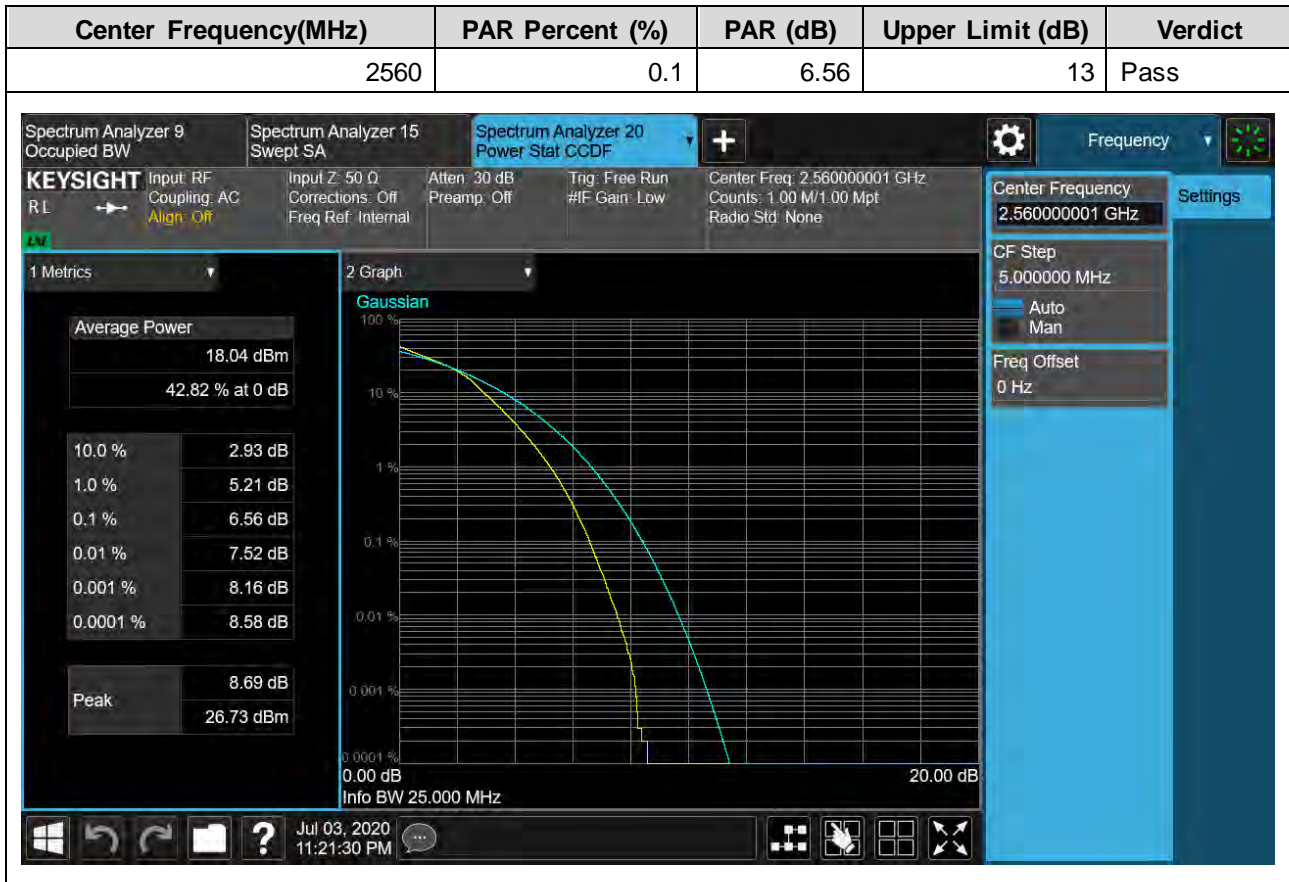 Center Frequency(MHz) PAR Percent (%) PAR (dB) Upper Limit (dB) Verdict
2560 0.1 6.56 13 Pass
Spectrum Analyzer 9 Spectrum Analyzer 15 Spectrum Analyzer 20
Occupied BW Swept SA Power Stat CCDF + Frequency
KEYSIGHT Input: RF Input Z: 50 Ω Atten: 30 dB Trig: Free Run Center Freq: 2.560000001 GHz
RL Coupling: AC Corrections: Off Preamp: Off #IF Gain: Low Counts: 1.00 M/1.00 Mpt
Align: Off Freq Ref: Internal Radio Std: None
LXI
Center Frequency Settings
2.560000001 GHz
CF Step
5.000000 MHz
Auto
Man
Freq Offset
0 Hz
1 Metrics 2 Graph
Average Power
18.04 dBm
42.82 % at 0 dB
10.0 % 2.93 dB
1.0 % 5.21 dB
0.1 % 6.56 dB
0.01 % 7.52 dB
0.001 % 8.16 dB
0.0001 % 8.58 dB
Peak 8.69 dB
26.73 dBm
Gaussian
100 %
10 %
1 %
0.1 %
0.01 %
0.001 %
0.0001 %
0.00 dB 20.00 dB
Info BW 25.000 MHz
? Jul 03, 2020
11:21:30 PM